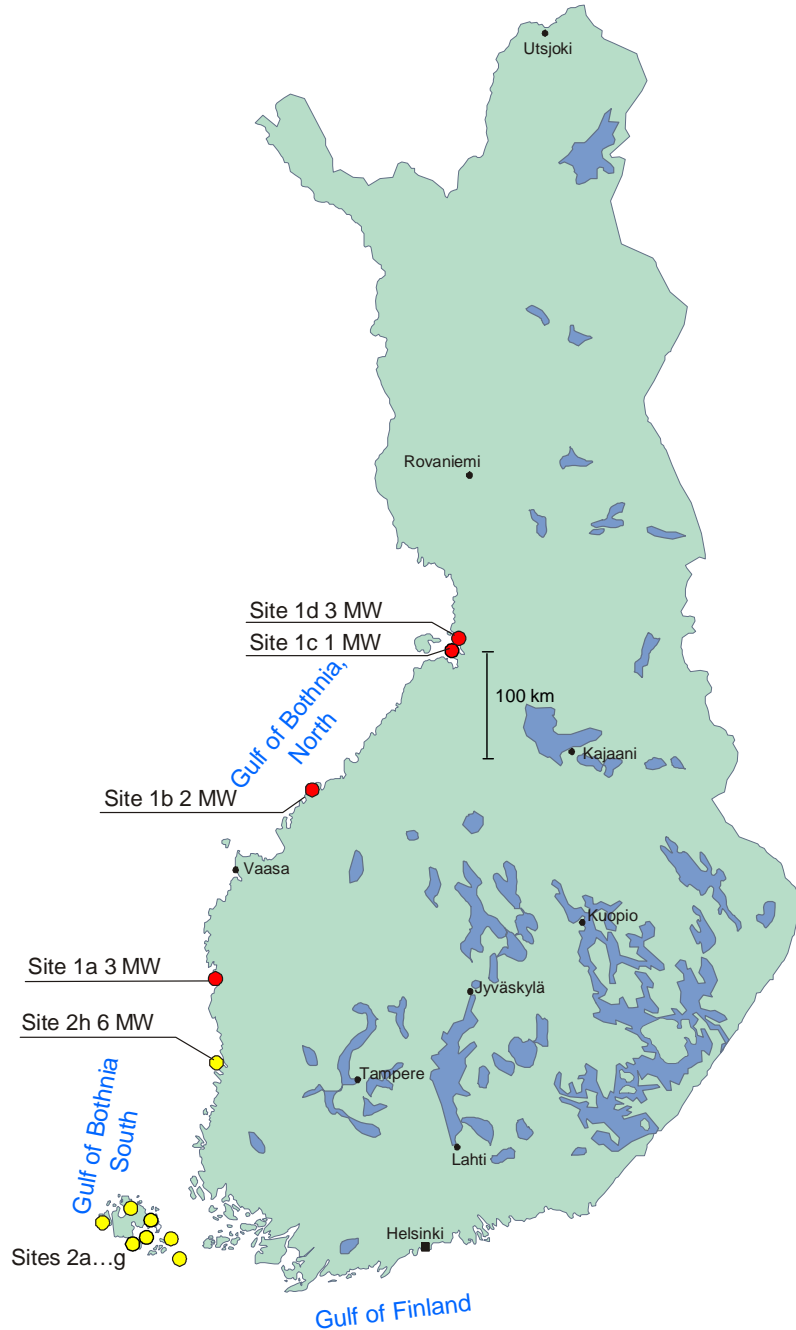 Utsjoki
Rovaniemi
Site 1d 3 MW
Site 1c 1 MW
100 km
Gulf of Bothnia,
North
Kajaani
Site 1b 2 MW
Vaasa
Kuopio
Site 1a 3 MW
Jyväskylä
Site 2h 6 MW
Tampere
Gulf of Bothnia
South
Lahti
Helsinki
Sites 2a…g
Gulf of Finland